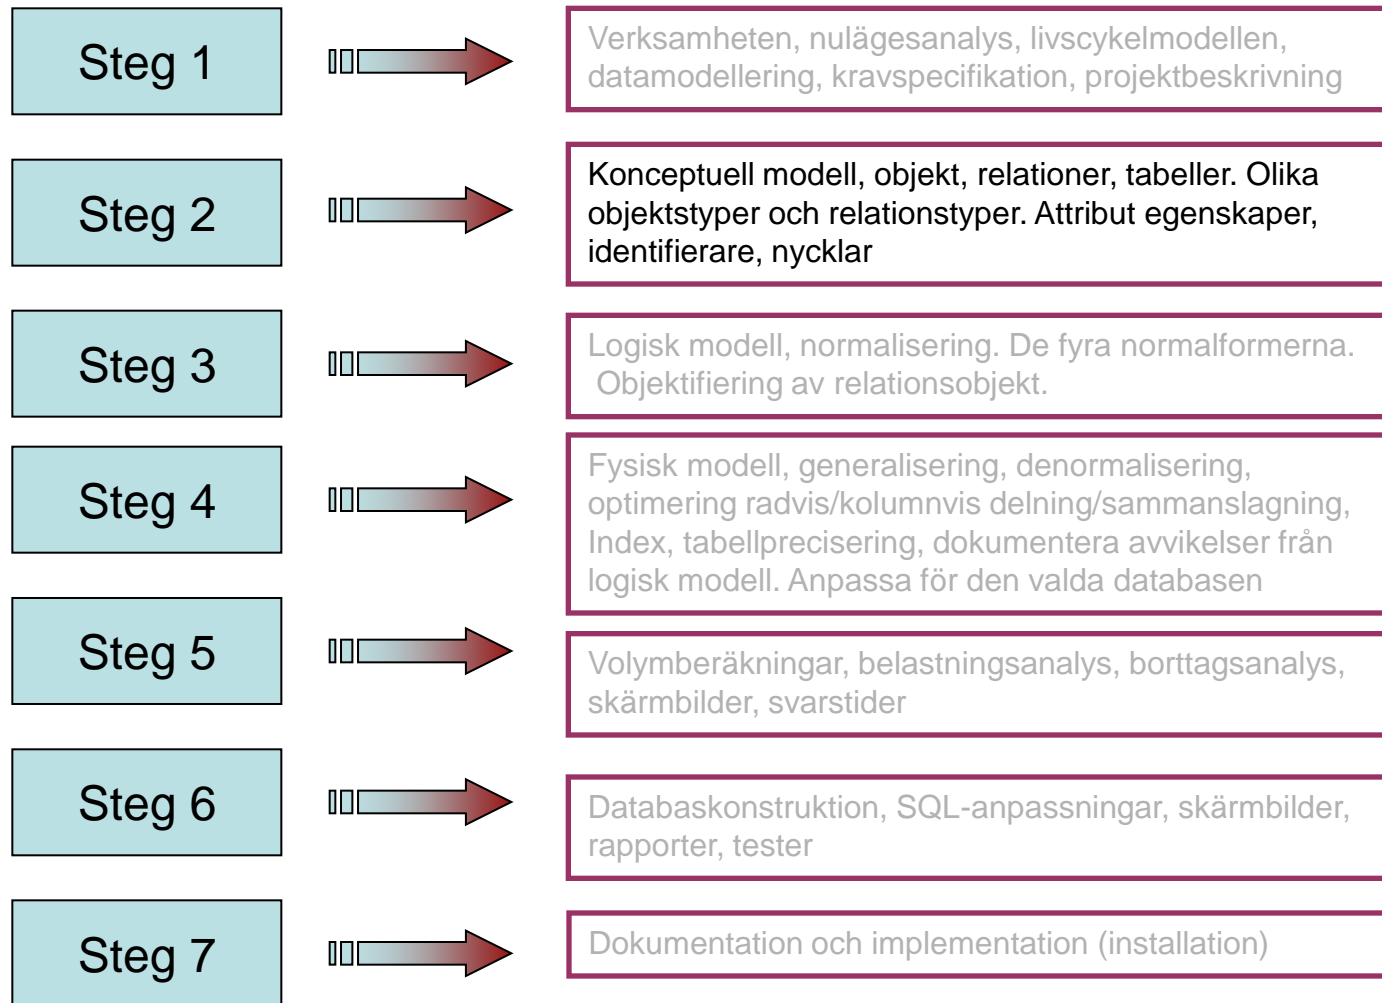 Steg 1
Verksamheten, nulägesanalys, livscykelmodellen,
datamodellering, kravspecifikation, projektbeskrivning
Steg 2
Konceptuell modell, objekt, relationer, tabeller. Olika
objektstyper och relationstyper. Attribut egenskaper,
identifierare, nycklar
Steg 3
Logisk modell, normalisering. De fyra normalformerna.
Objektifiering av relationsobjekt.
Steg 4
Fysisk modell, generalisering, denormalisering,
optimering radvis/kolumnvis delning/sammanslagning,
Index, tabellprecisering, dokumentera avvikelser från
logisk modell. Anpassa för den valda databasen
Steg 5
Volymberäkningar, belastningsanalys, borttagsanalys,
skärmbilder, svarstider
Steg 6
Databaskonstruktion, SQL-anpassningar, skärmbilder,
rapporter, tester
Steg 7
Dokumentation och implementation (installation)